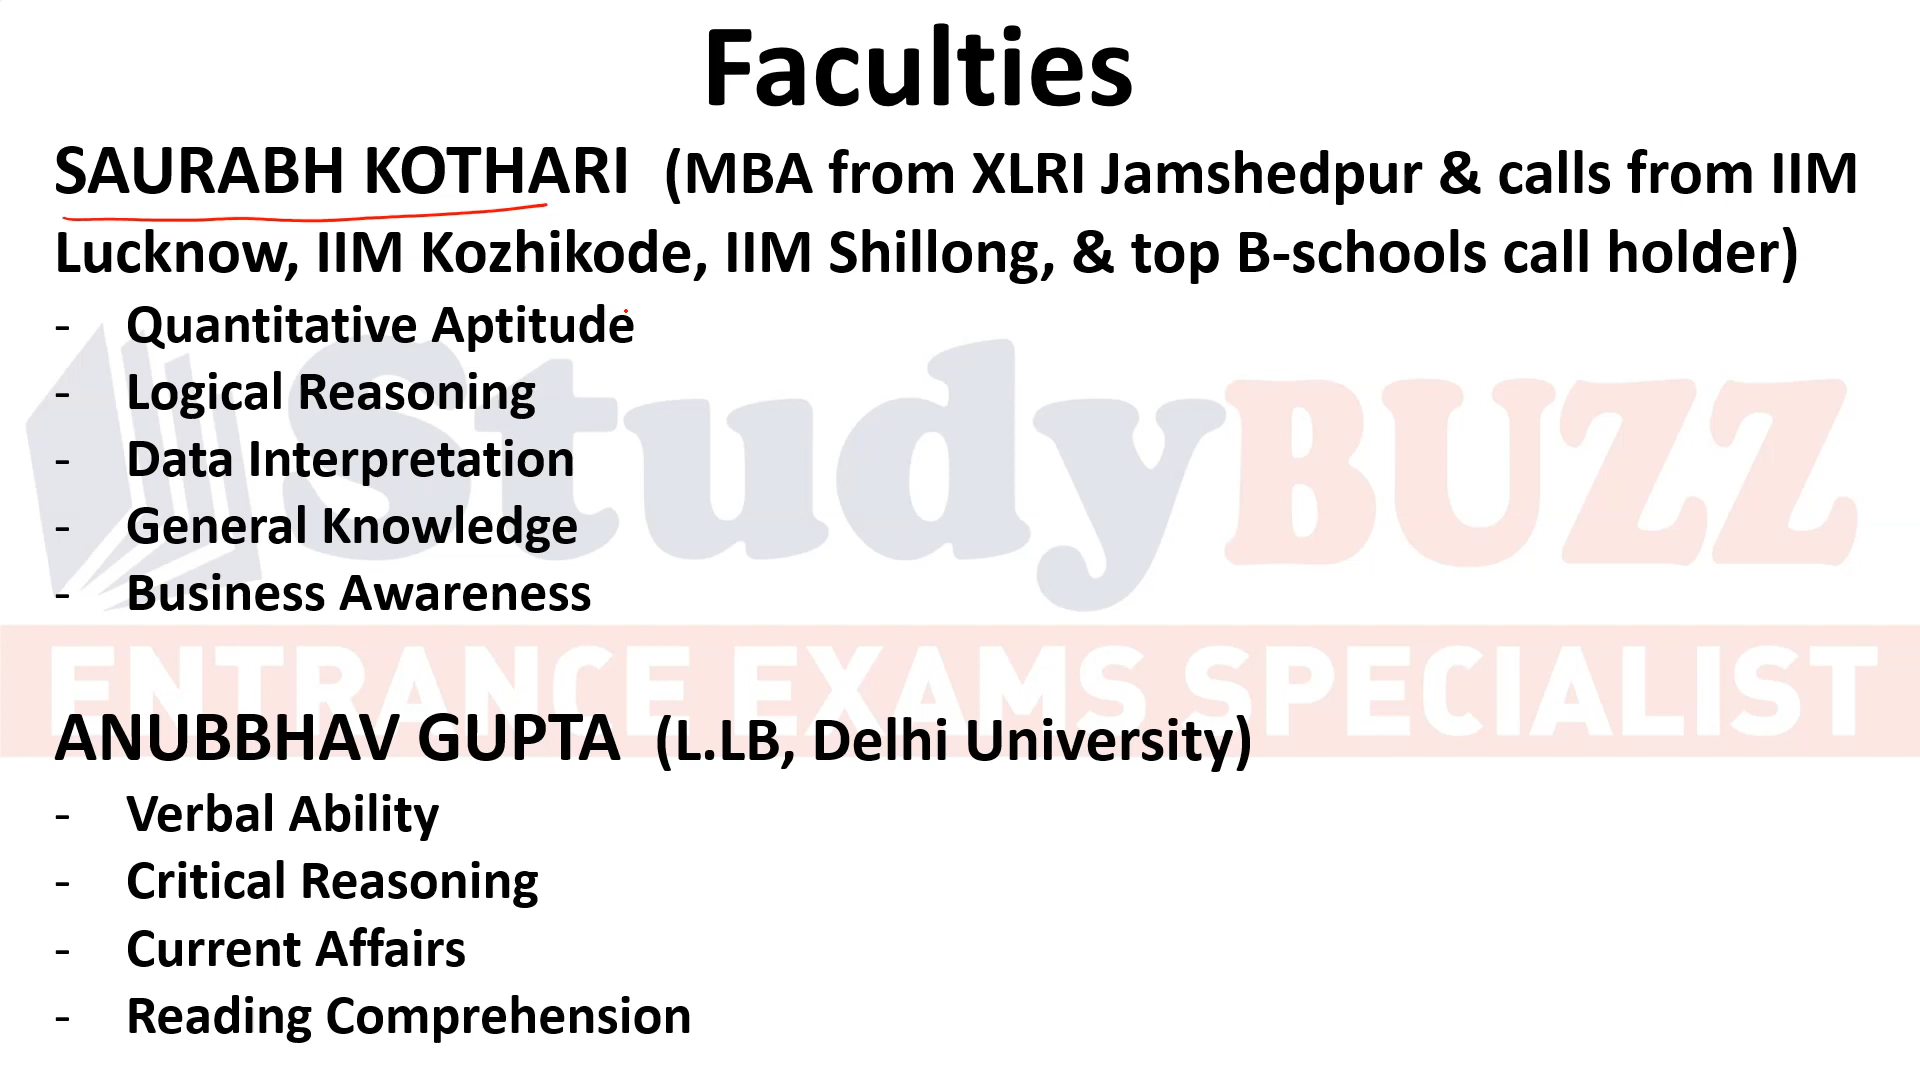 Faculties
SAURABH KOTHARI (MBA from XLRI Jamshedpur & calls from IIM
Lucknow, IIM Kozhikode, IIM Shillong, & top B-schools call holder)
- Quantitative Aptitude
- Logical Reasoning
- Data Interpretation
- General Knowledge
- Business Awareness
StudyBUZZ
ENTRANCE EXAMS SPECIALIST
ANUBBHAV GUPTA (L.LB, Delhi University)
- Verbal Ability
- Critical Reasoning
- Current Affairs
- Reading Comprehension